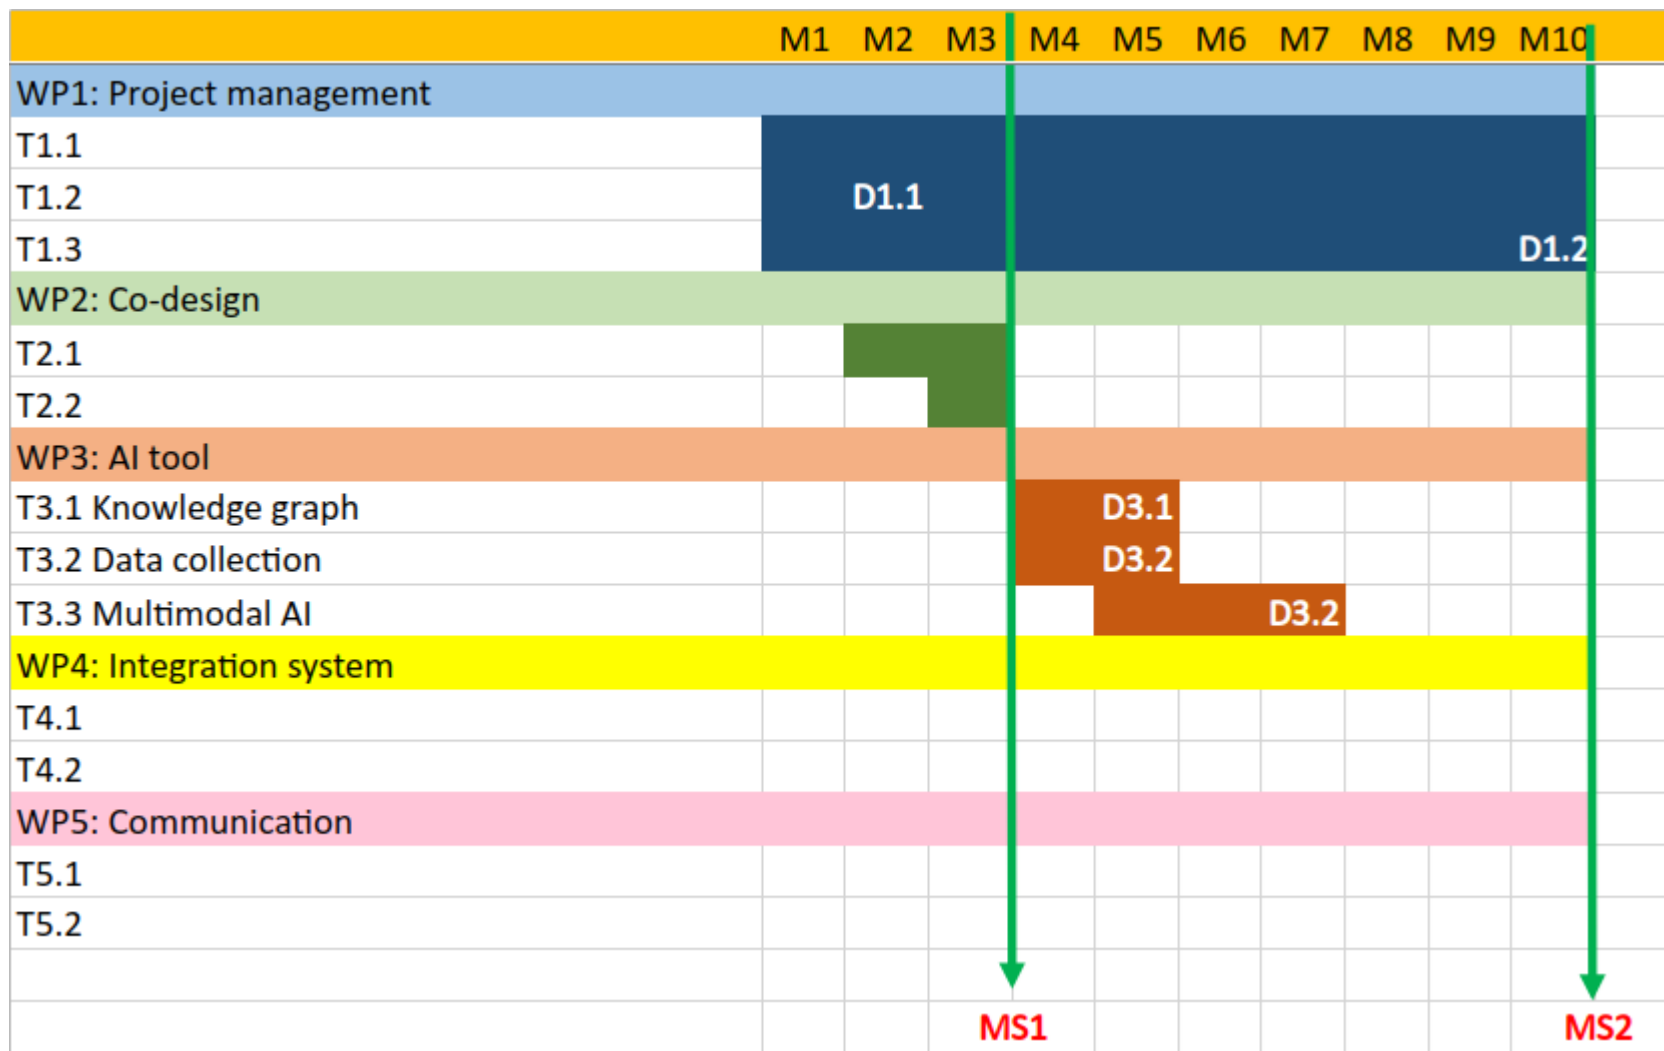 M1 M2 M3 M4 M5 M6 M7 M8 M9 M10
WP1: Project management
T1.1
T1.2 D1.1
T1.3 D1.2
WP2: Co-design
T2.1
T2.2
WP3: AI tool
T3.1 Knowledge graph D3.1
T3.2 Data collection D3.2
T3.3 Multimodal AI D3.2
WP4: Integration system
T4.1
T4.2
WP5: Communication
T5.1
T5.2
MS1 MS2